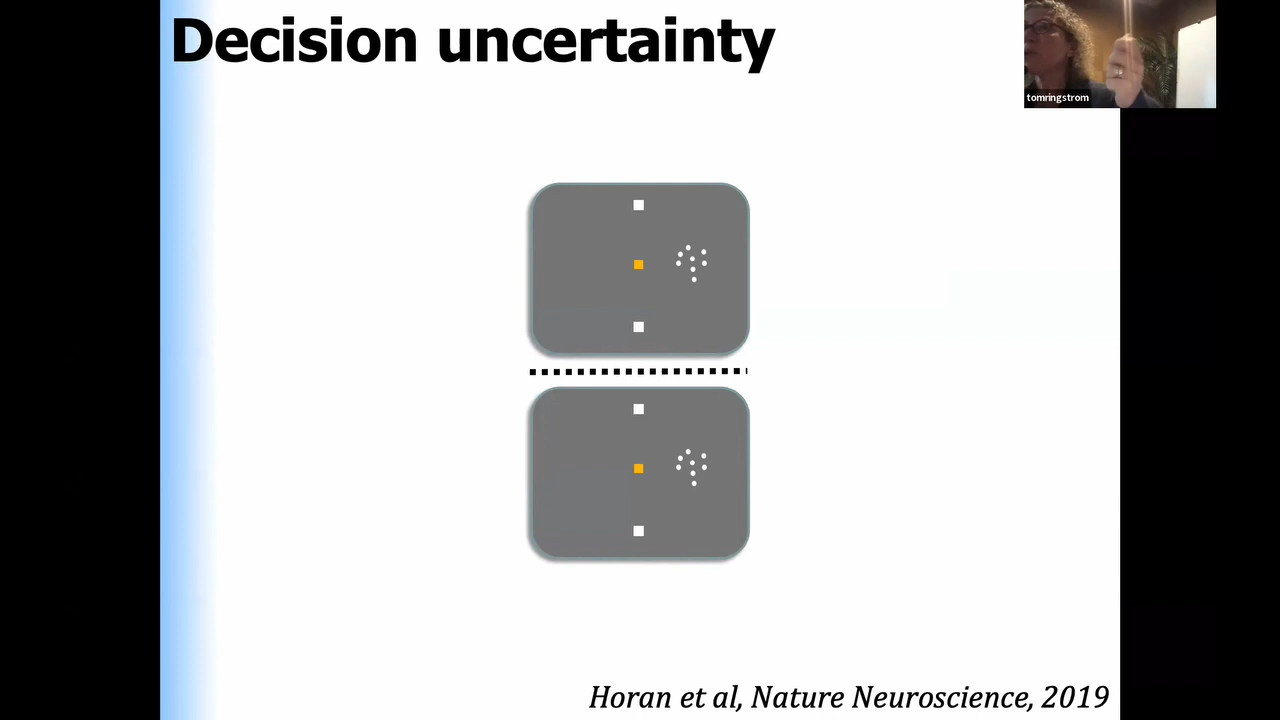 Decision uncertainty
tomringstrom
Horan et al, Nature Neuroscience, 2019